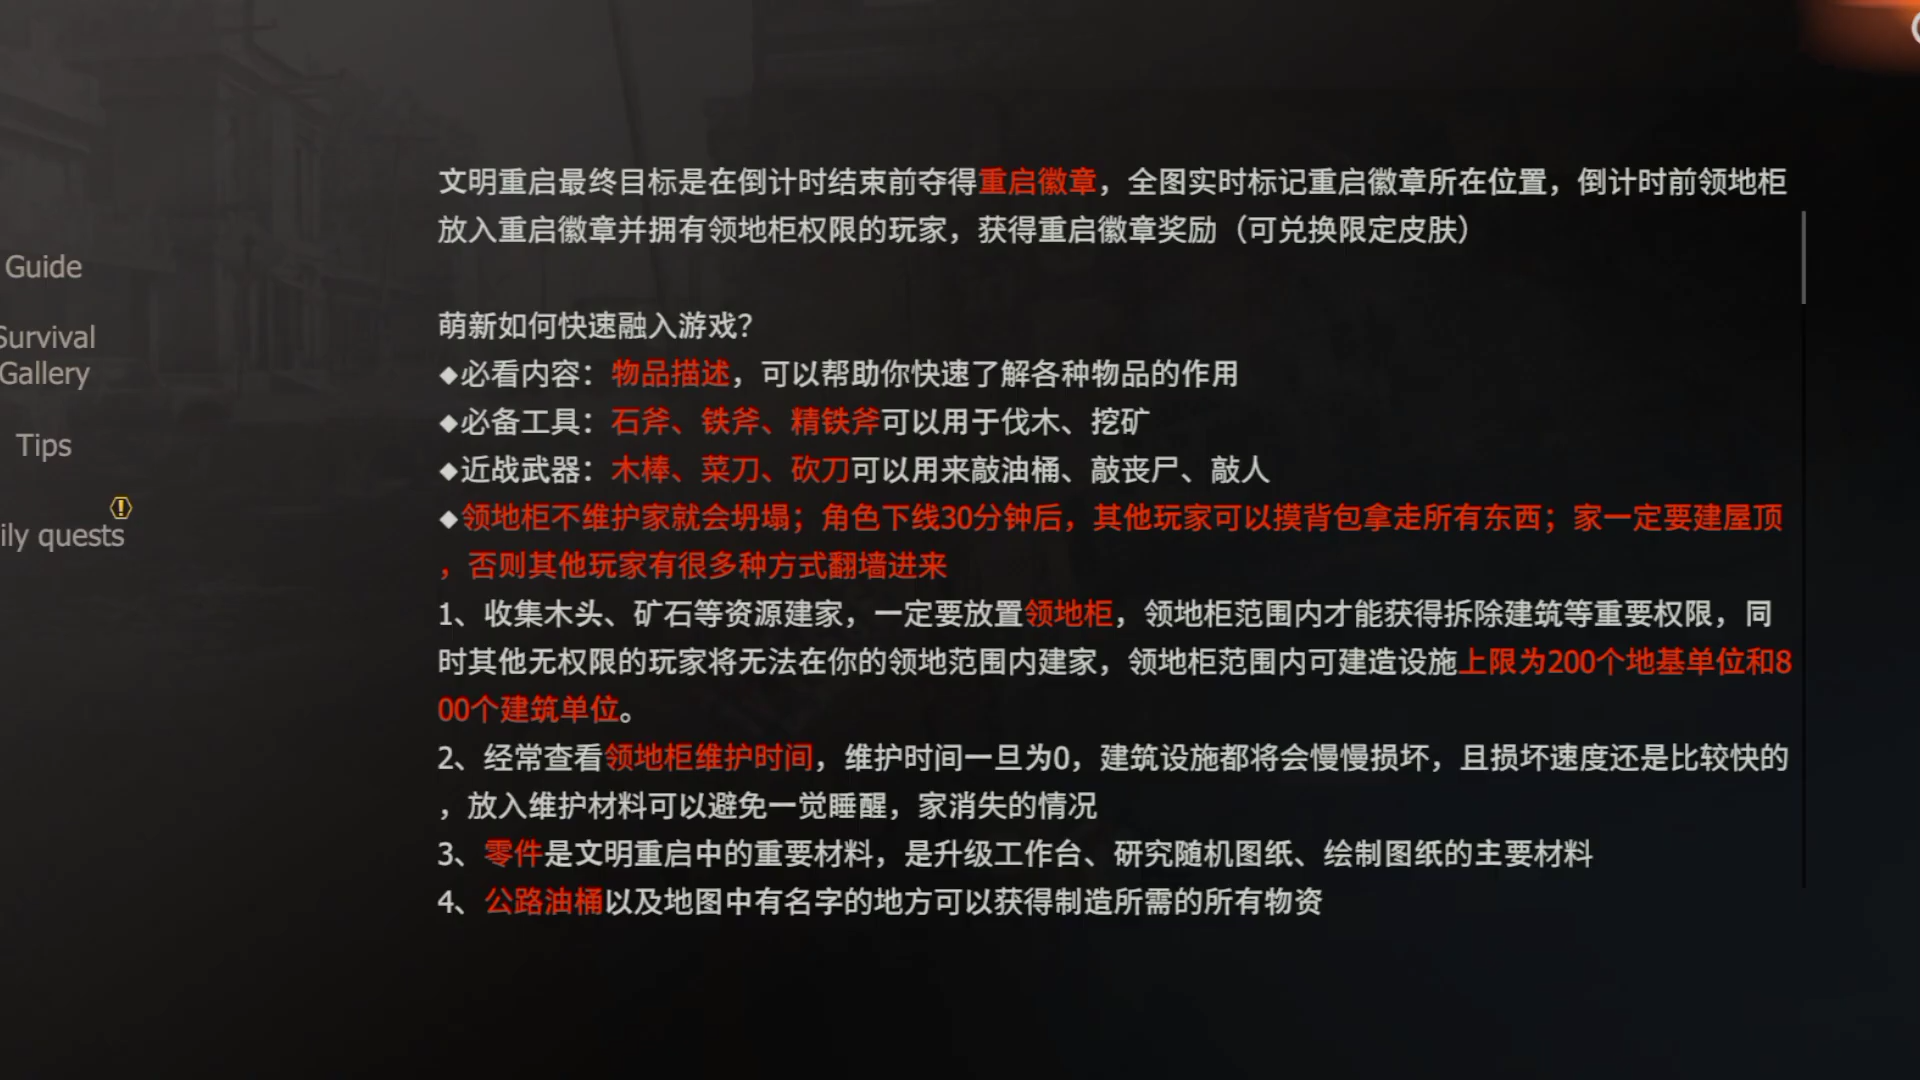 文明重启最终目标是在倒计时结束前夺得重启徽章，全图实时标记重启徽章所在位置，倒计时前领地柜
放入重启徽章并拥有领地柜权限的玩家，获得重启徽章奖励（可兑换限定皮肤）
Guide
萌新如何快速融入游戏？
Survival
Gallery
◆必看内容：物品描述，可以帮助你快速了解各种物品的作用
◆必备工具：石斧、铁斧、精铁斧可以用于伐木、挖矿
Tips
◆近战武器：木棒、菜刀、砍刀可以用来敲油桶、敲丧尸、敲人
◆领地柜不维护家就会坍塌；角色下线30分钟后，其他玩家可以摸背包拿走所有东西；家一定要建屋顶
ily quests
，否则其他玩家有很多种方式翻墙进来
1、收集木头、矿石等资源建家，一定要放置领地柜，领地柜范围内才能获得拆除建筑等重要权限，同
时其他无权限的玩家将无法在你的领地范围内建家，领地柜范围内可建造设施上限为200个地基单位和8
00个建筑单位。
2、经常查看领地柜维护时间，维护时间一旦为0，建筑设施都将会慢慢损坏，且损坏速度还是比较快的
，放入维护材料可以避免一觉睡醒，家消失的情况
3、零件是文明重启中的重要材料，是升级工作台、研究随机图纸、绘制图纸的主要材料
4、公路油桶以及地图中有名字的地方可以获得制造所需的所有物资